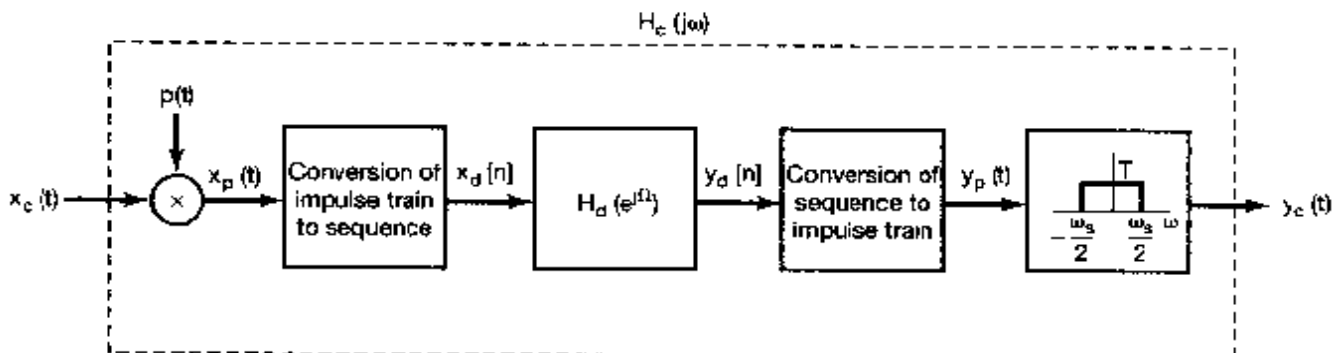 H_c (jω)
p(t)
x_c (t)
×
x_p (t)
Conversion of
impulse train
to sequence
x_d [n]
H_d (e^jΩ)
y_d [n]
Conversion of
sequence to
impulse train
y_p (t)
T
-ω_s/2
ω_s/2
ω
y_c (t)